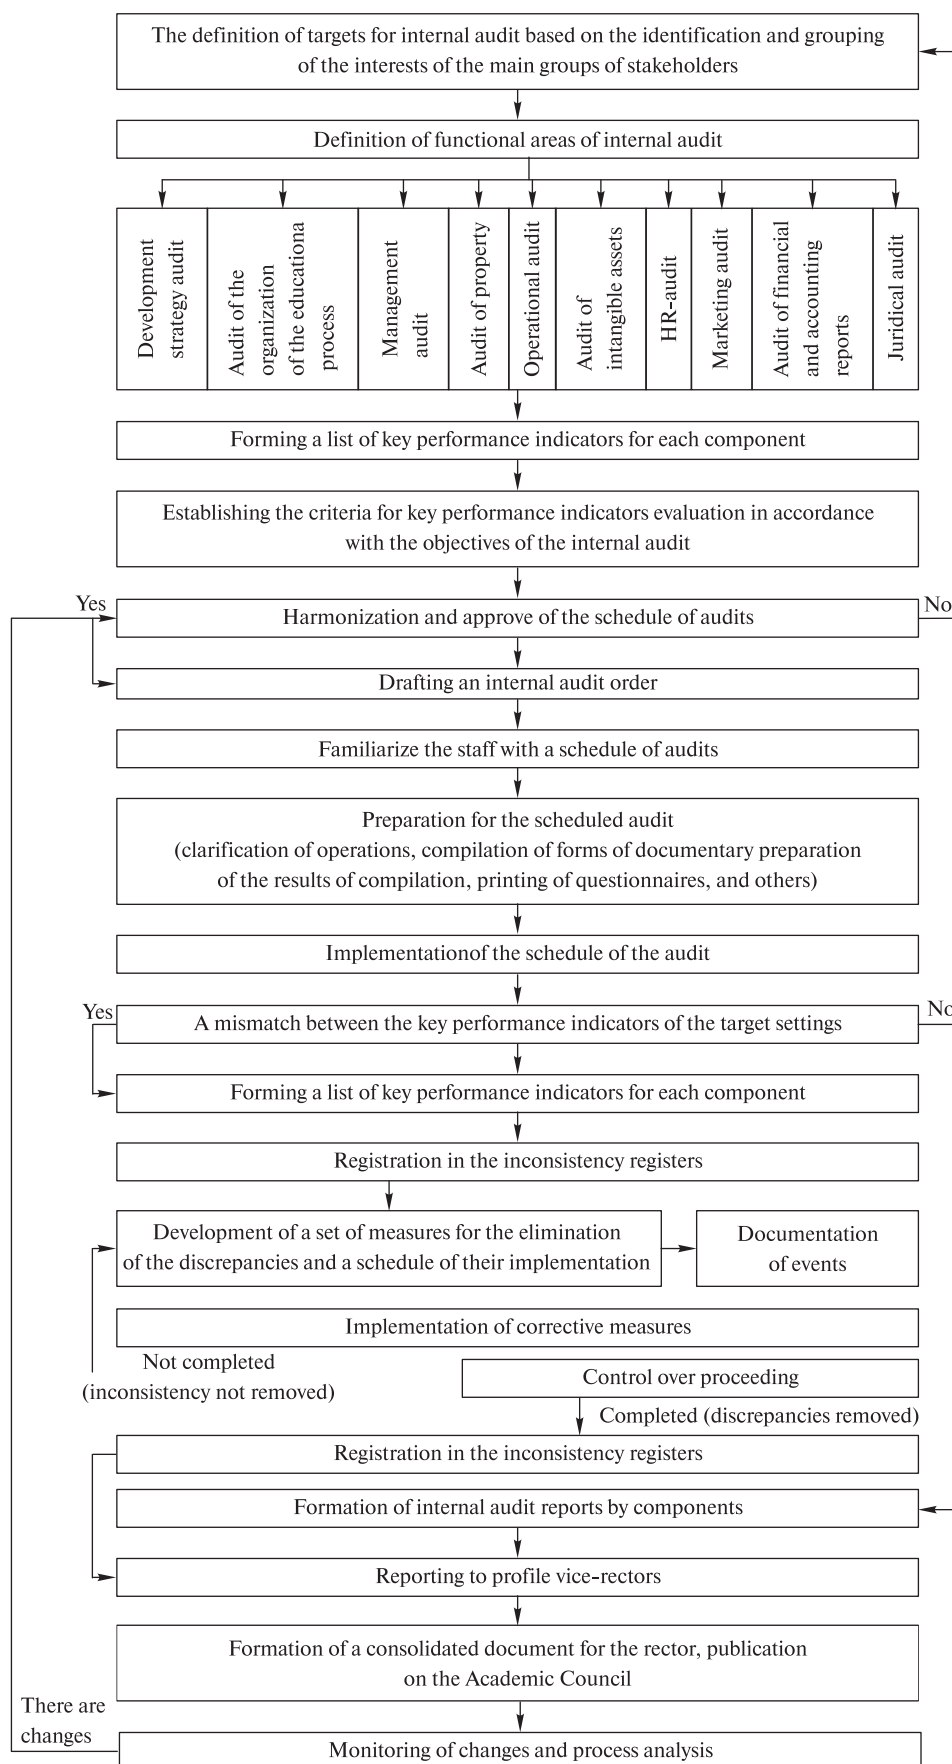 The definition of targets for internal audit based on the identification and grouping
of the interests of the main groups of stakeholders
Definition of functional areas of internal audit
Development
strategy audit
Audit of the
organization
of the educationa
process
Management
audit
Audit of property
Operational audit
Audit of
intangible assets
HR-audit
Marketing audit
Audit of financial
and accounting
reports
Juridical audit
Forming a list of key performance indicators for each component
Establishing the criteria for key performance indicators evaluation in accordance
with the objectives of the internal audit
Yes
Harmonization and approve of the schedule of audits
No
Drafting an internal audit order
Familiarize the staff with a schedule of audits
Preparation for the scheduled audit
(clarification of operations, compilation of forms of documentary preparation
of the results of compilation, printing of questionnaires, and others)
Implementationof the schedule of the audit
Yes
A mismatch between the key performance indicators of the target settings
No
Forming a list of key performance indicators for each component
Registration in the inconsistency registers
Development of a set of measures for the elimination
of the discrepancies and a schedule of their implementation
Documentation
of events
Implementation of corrective measures
Not completed
(inconsistency not removed)
Control over proceeding
Completed (discrepancies removed)
Registration in the inconsistency registers
Formation of internal audit reports by components
Reporting to profile vice-rectors
Formation of a consolidated document for the rector, publication
on the Academic Council
There are
changes
Monitoring of changes and process analysis